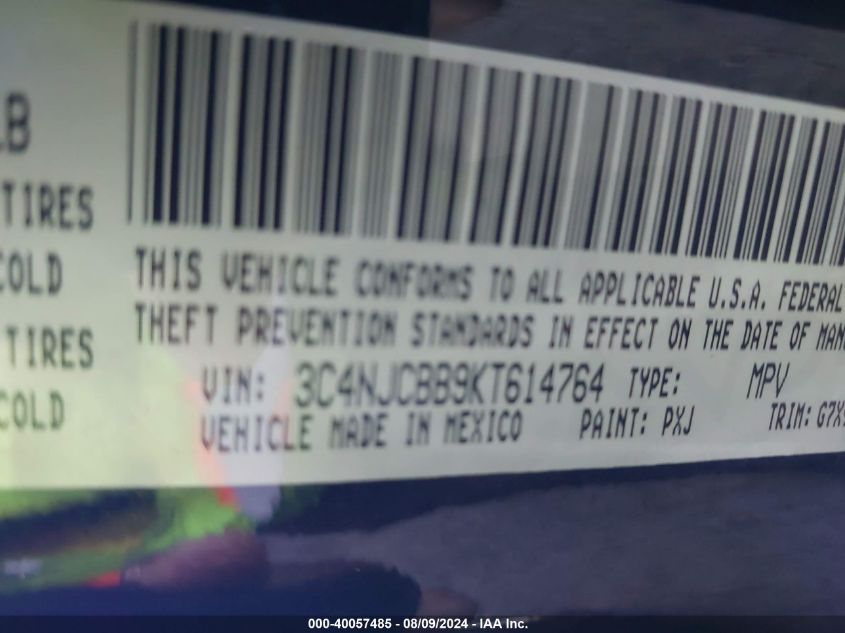 LB
TIRES
COLD
TIRES
COLD
THIS VEHICLE CONFORMS TO ALL APPLICABLE U.S.A. FEDERAL
THEFT PREVENTION STANDARDS IN EFFECT ON THE DATE OF MAN
VIN: 3C4NJCBB9KT614764 TYPE: MPV
VEHICLE MADE IN MEXICO PAINT: PXJ TRIM: G7X9
000-40057485 - 08/09/2024 - IAA Inc.